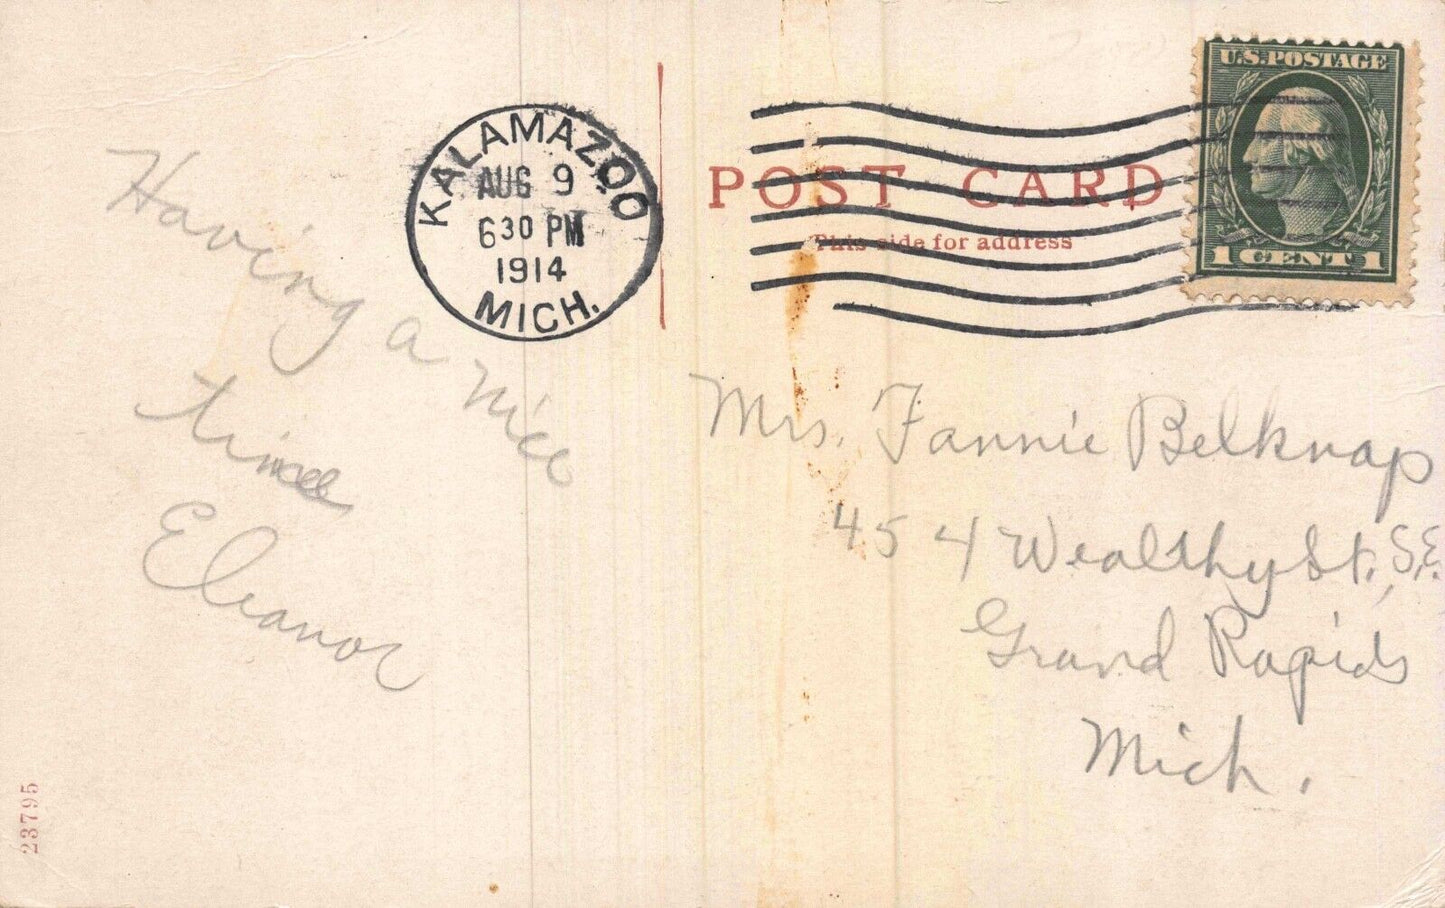 KALAMAZOO
AUG 9
6 30 PM
1914
MICH.
U.S. POSTAGE
1 CENT 1
POST CARD
This side for address
Having a nice
time
Eleanor
Mrs. Fannie Belknap
454 Wealthy St. S.E.
Grand Rapids
Mich.
23795